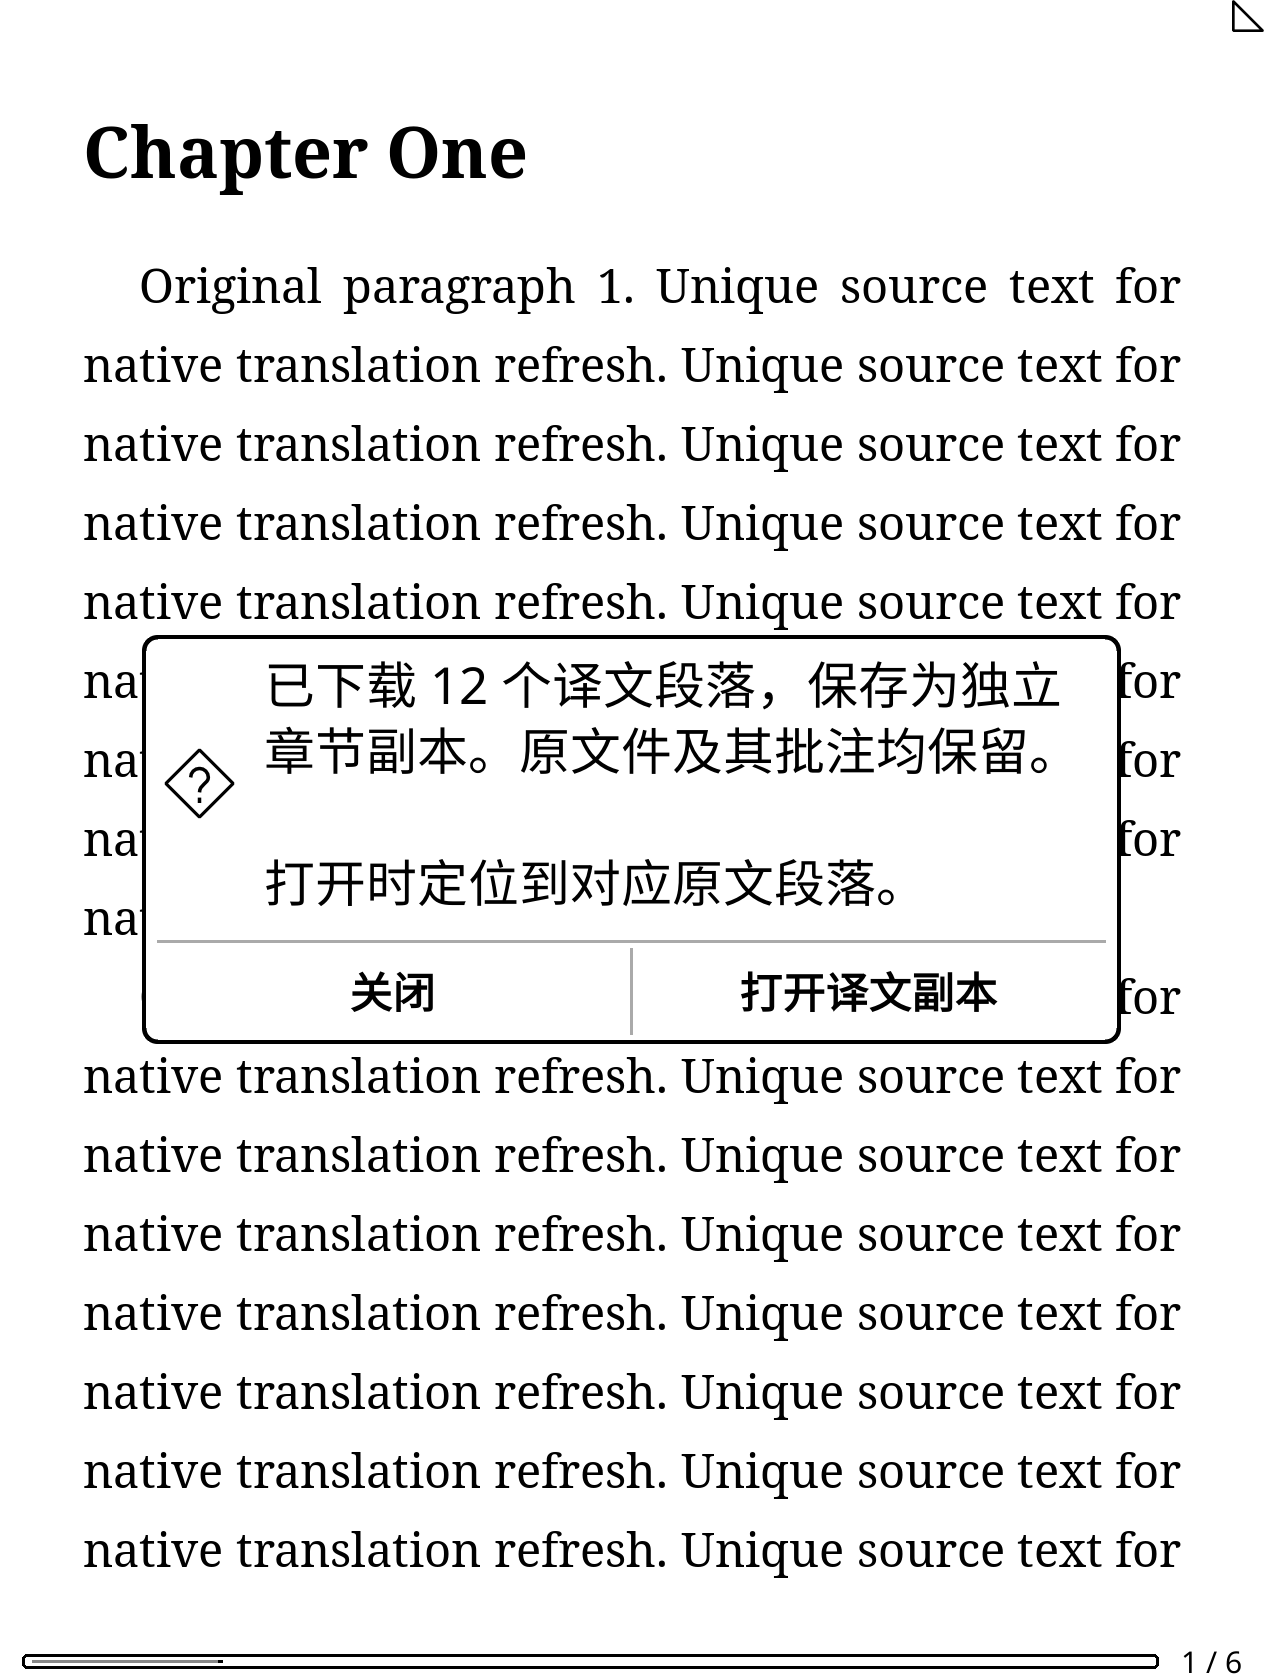 Chapter One
Original paragraph 1. Unique source text for
native translation refresh. Unique source text for
native translation refresh. Unique source text for
native translation refresh. Unique source text for
native translation refresh. Unique source text for
for
for
for
已下载 12 个译文段落，保存为独立
章节副本。原文件及其批注均保留。
打开时定位到对应原文段落。
关闭 打开译文副本
for
native translation refresh. Unique source text for
native translation refresh. Unique source text for
native translation refresh. Unique source text for
native translation refresh. Unique source text for
native translation refresh. Unique source text for
native translation refresh. Unique source text for
native translation refresh. Unique source text for
1 / 6